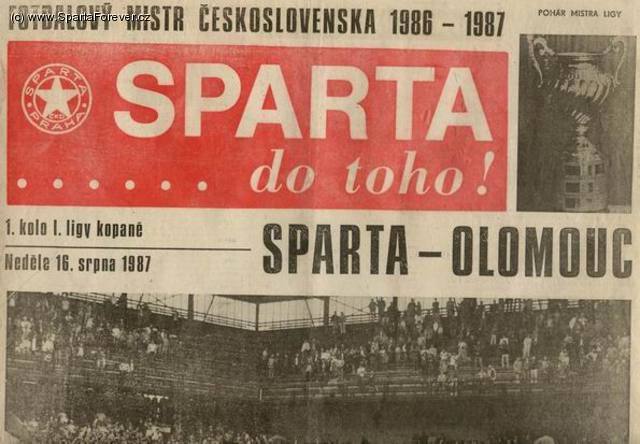 © www.SpartaForever.cz
FOTBALOVÝ MISTR ČESKOSLOVENSKA 1986 – 1987
POHÁR MISTRA LIGY
SPARTA
PRAHA
ČKD
SPARTA
. . . . . . do toho!
1. kolo I. ligy kopané
Neděle 16. srpna 1987
SPARTA – OLOMOUC